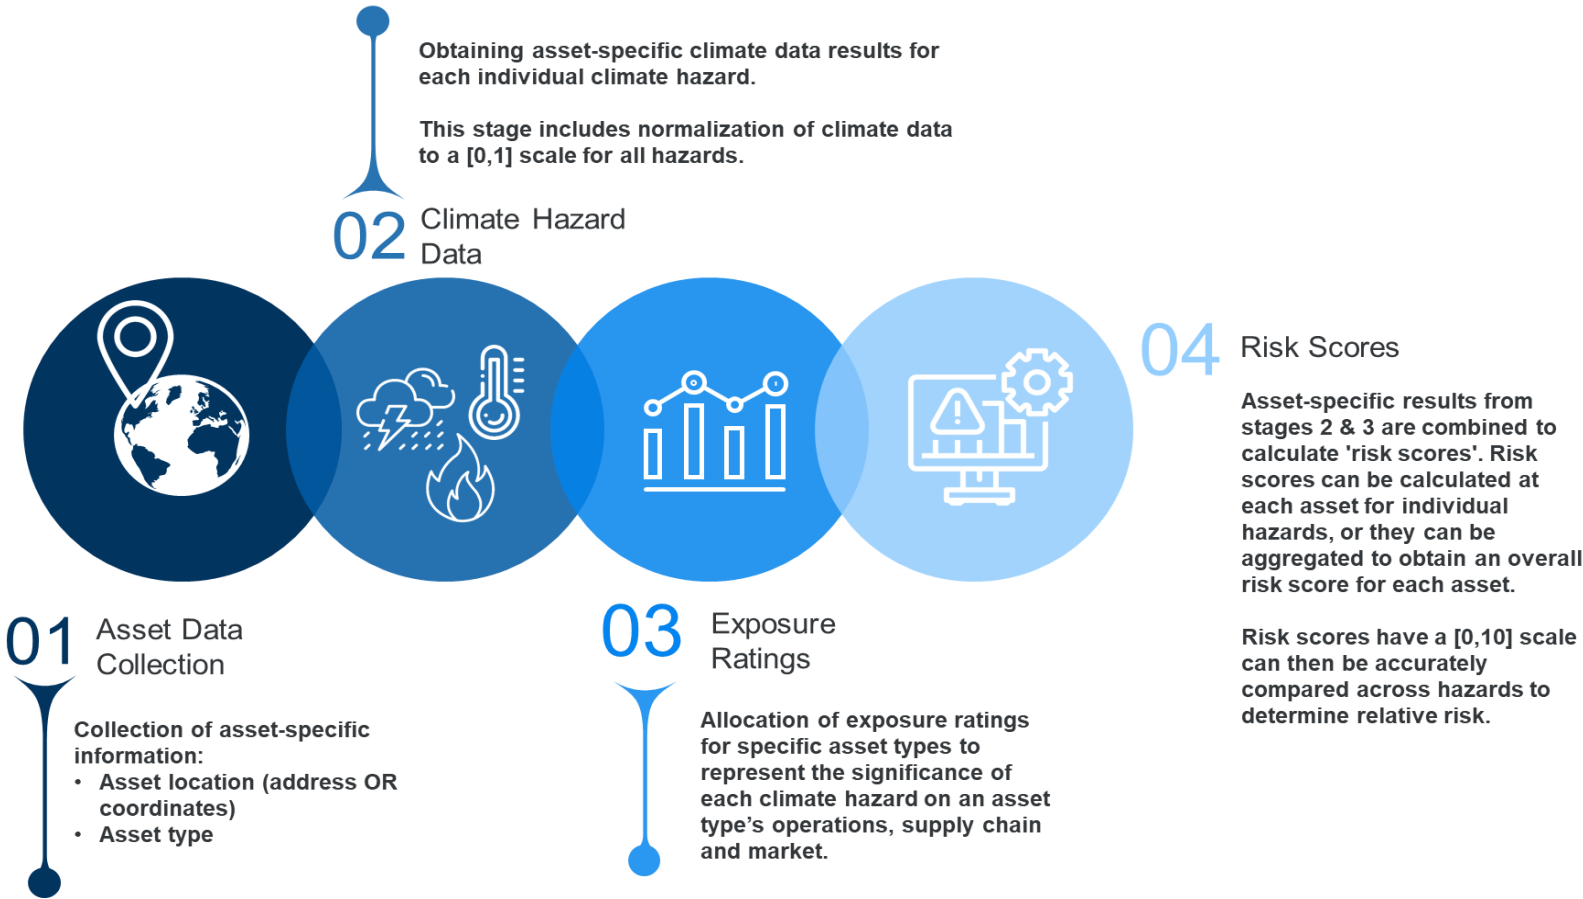 01
Asset Data
Collection
Collection of asset-specific
information:
• Asset location (address OR
coordinates)
• Asset type
Obtaining asset-specific climate data results for
each individual climate hazard.
This stage includes normalization of climate data
to a [0,1] scale for all hazards.
02
Climate Hazard
Data
03
Exposure
Ratings
Allocation of exposure ratings
for specific asset types to
represent the significance of
each climate hazard on an asset
type’s operations, supply chain
and market.
04
Risk Scores
Asset-specific results from
stages 2 & 3 are combined to
calculate 'risk scores'. Risk
scores can be calculated at
each asset for individual
hazards, or they can be
aggregated to obtain an overall
risk score for each asset.
Risk scores have a [0,10] scale
can then be accurately
compared across hazards to
determine relative risk.